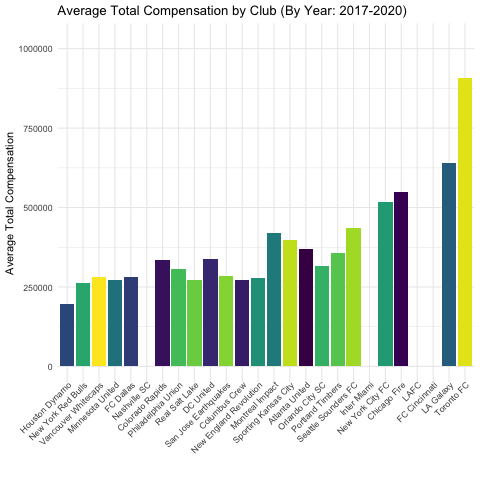 Average Total Compensation by Club (By Year: 2017-2020)
Average Total Compensation
1000000
750000
500000
250000
0
Houston Dynamo
New York Red Bulls
Vancouver Whitecaps
Minnesota United
FC Dallas
Nashville SC
Colorado Rapids
Philadelphia Union
Real Salt Lake
DC United
San Jose Earthquakes
Columbus Crew
New England Revolution
Montreal Impact
Sporting Kansas City
Atlanta United
Orlando City SC
Portland Timbers
Seattle Sounders FC
Inter Miami
New York City FC
Chicago Fire
LAFC
FC Cincinnati
LA Galaxy
Toronto FC